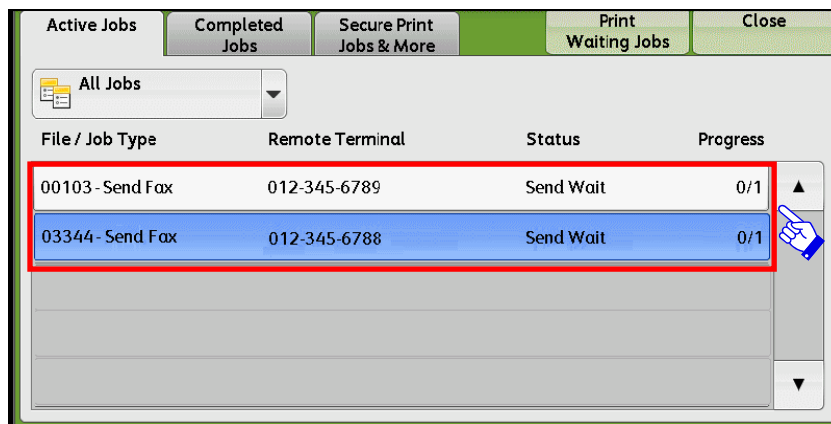 Active Jobs
Completed
Jobs
Secure Print
Jobs & More
Print
Waiting Jobs
Close
All Jobs
File / Job Type Remote Terminal Status Progress
00103 - Send Fax 012-345-6789 Send Wait 0/1
03344 - Send Fax 012-345-6788 Send Wait 0/1